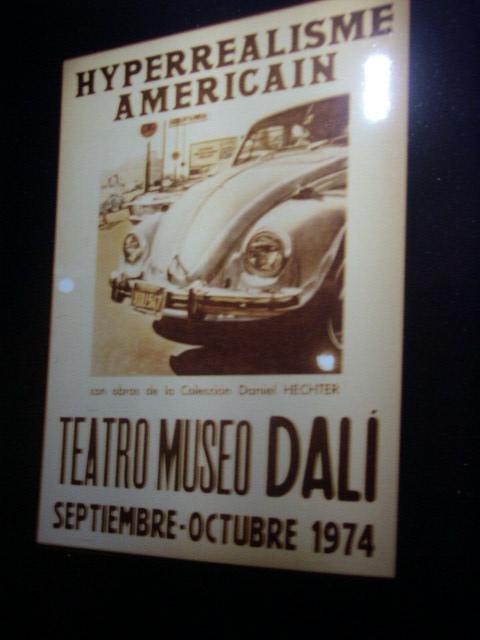 HYPERREALISME
AMERICAIN
con obras de la Coleccion Daniel HECHTER
TEATRO MUSEO DALÍ
SEPTIEMBRE-OCTUBRE 1974